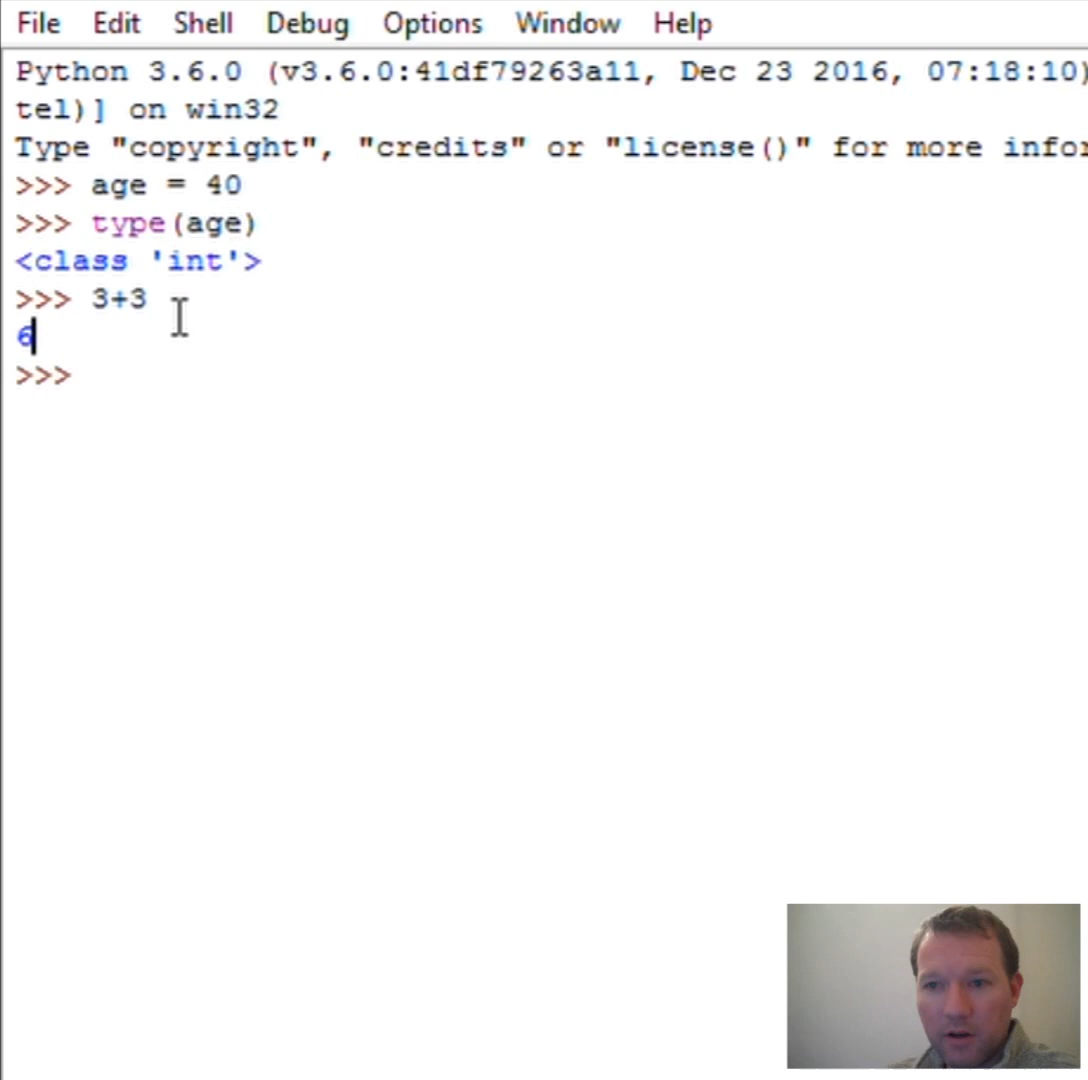 File Edit Shell Debug Options Window Help
Python 3.6.0 (v3.6.0:41df79263a11, Dec 23 2016, 07:18:10)
tel)] on win32
Type "copyright", "credits" or "license()" for more infor
>>> age = 40
>>> type(age)
<class 'int'>
>>> 3+3
6
>>>